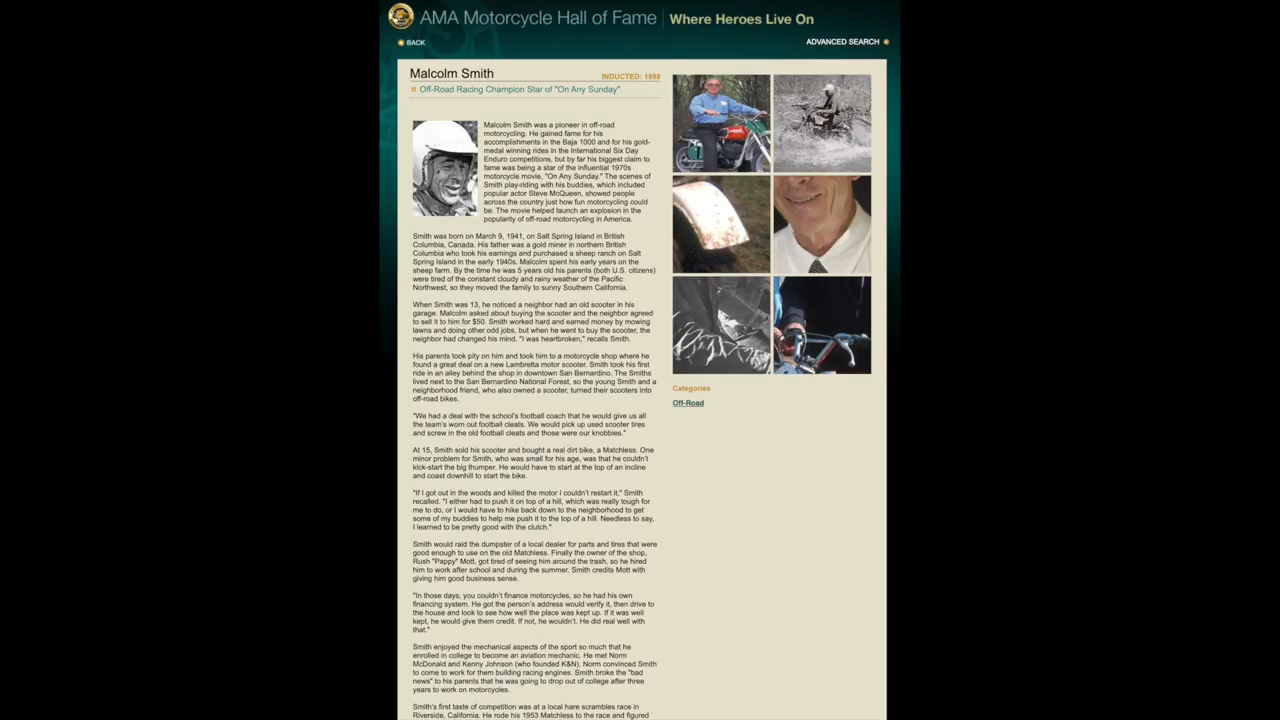 AMA Motorcycle Hall of Fame | Where Heroes Live On
BACK
ADVANCED SEARCH
Malcolm Smith
INDUCTED: 1998
Off-Road Racing Champion Star of "On Any Sunday"
Malcolm Smith was a pioneer in off-road
motorcycling. He gained fame for his
accomplishments in the Baja 1000 and for his gold-
medal winning rides in the International Six Day
Enduro competitions, but by far his biggest claim to
fame was being a star of the influential 1970s
motorcycle movie, "On Any Sunday." The scenes of
Smith play-riding with his buddies, which included
popular actor Steve McQueen, showed people
across the country just how fun motorcycling could
be. The movie helped launch an explosion in the
popularity of off-road motorcycling in America.
Smith was born on March 9, 1941, on Salt Spring Island in British
Columbia, Canada. His father was a gold miner in northern British
Columbia who took his earnings and purchased a sheep ranch on Salt
Spring Island in the early 1940s. Malcolm spent his early years on the
sheep farm. By the time he was 5 years old his parents (both U.S. citizens)
were tired of the constant cloudy and rainy weather of the Pacific
Northwest, so they moved the family to sunny Southern California.
When Smith was 13, he noticed a neighbor had an old scooter in his
garage. Malcolm asked about buying the scooter and the neighbor agreed
to sell it to him for $50. Smith worked hard and earned money by mowing
lawns and doing other odd jobs, but when he went to buy the scooter, the
neighbor had changed his mind. "I was heartbroken," recalls Smith.
His parents took pity on him and took him to a motorcycle shop where he
found a great deal on a new Lambretta motor scooter. Smith took his first
ride in an alley behind the shop in downtown San Bernardino. The Smiths
lived next to the San Bernardino National Forest, so the young Smith and a
neighborhood friend, who also owned a scooter, turned their scooters into
off-road bikes.
"We had a deal with the school's football coach that he would give us all
the team's worn out football cleats. We would pick up used scooter tires
and screw in the old football cleats and those were our knobbies."
At 15, Smith sold his scooter and bought a real dirt bike, a Matchless. One
minor problem for Smith, who was small for his age, was that he couldn't
kick-start the big thumper. He would have to start at the top of an incline
and coast downhill to start the bike.
"If I got out in the woods and killed the motor I couldn't restart it," Smith
recalled. "I either had to push it on top of a hill, which was really tough for
me to do, or I would have to hike back down to the neighborhood to get
some of my buddies to help me push it to the top of a hill. Needless to say,
I learned to be pretty good with the clutch."
Smith would raid the dumpster of a local dealer for parts and tires that were
good enough to use on the old Matchless. Finally the owner of the shop,
Rush "Pappy" Mott, got tired of seeing him around the trash, so he hired
him to work after school and during the summer. Smith credits Mott with
giving him good business sense.
"In those days, you couldn't finance motorcycles, so he had his own
financing system. He got the person's address would verify it, then drive to
the house and look to see how well the place was kept up. If it was well
kept, he would give them credit. If not, he wouldn't. He did real well with
that."
Smith enjoyed the mechanical aspects of the sport so much that he
enrolled in college to become an aviation mechanic. He met Norm
McDonald and Kenny Johnson (who founded K&N). Norm convinced Smith
to come to work for them building racing engines. Smith broke the "bad
news" to his parents that he was going to drop out of college after three
years to work on motorcycles.
Smith's first taste of competition was at a local hare scrambles race in
Riverside, California. He rode his 1953 Matchless to the race and figured
Categories
Off-Road